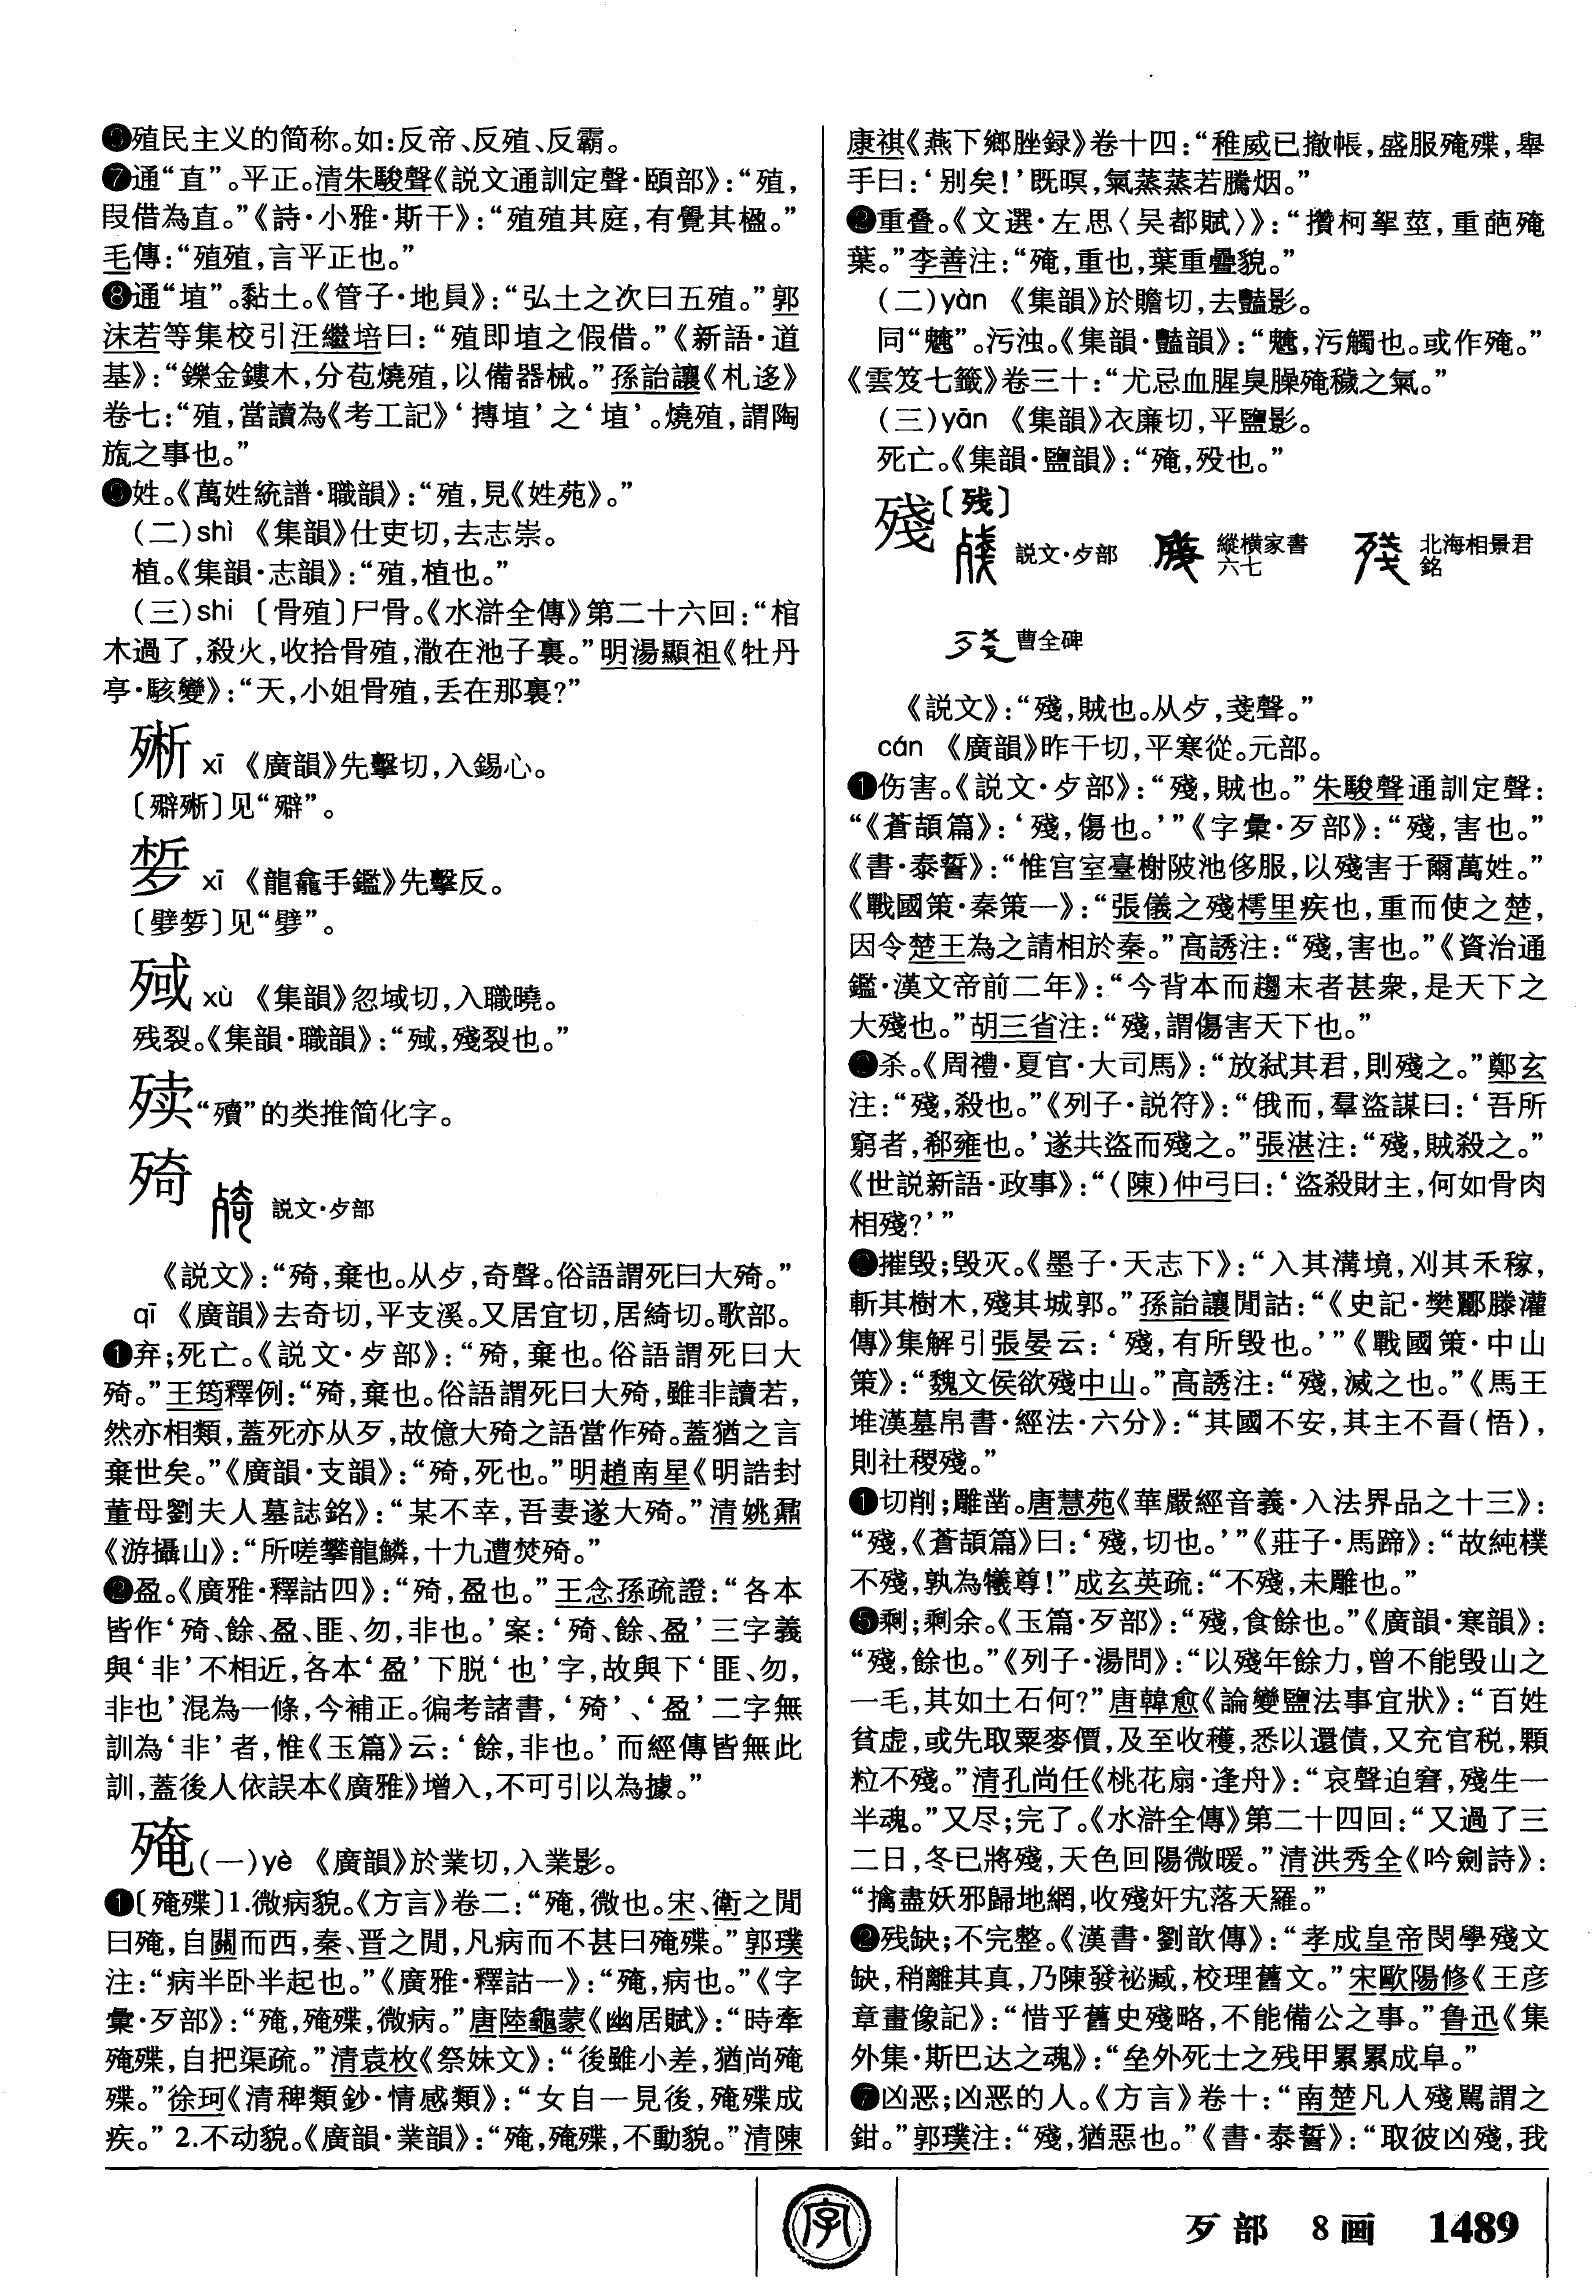 ❻殖民主义的简称。如:反帝、反殖、反霸。
❼通“直”。平正。清朱駿聲《説文通訓定聲·頤部》:“殖,
叚借為直。”《詩·小雅·斯干》:“殖殖其庭,有覺其楹。”
毛傳:“殖殖,言平正也。”
❽通“埴”。黏土。《管子·地員》:“弘土之次曰五殖。”郭
沫若等集校引汪繼培曰:“殖即埴之假借。”《新語·道
基》:“鑠金鏤木,分苞燒殖,以備器械。”孫詒讓《札迻》
卷七:“殖,當讀為《考工記》‘摶埴’之‘埴’。燒殖,謂陶
旊之事也。”
❾姓。《萬姓統譜·職韻》:“殖,見《姓苑》。”
(二)shì 《集韻》仕吏切,去志崇。
植。《集韻·志韻》:“殖,植也。”
(三)shi 〔骨殖〕尸骨。《水滸全傳》第二十六回:“棺
木過了,殺火,收拾骨殖,潵在池子裏。”明湯顯祖《牡丹
亭·駭變》:“天,小姐骨殖,丢在那裏?”
㱤 xī 《廣韻》先擊切,入錫心。
〔㱸㱤〕见“㱸”。
xī 《龍龕手鑑》先擊反。
见“”。
㱦 xù 《集韻》忽域切,入職曉。
残裂。《集韻·職韻》:“㱦,殘裂也。”
㱩“殰”的类推简化字。
㱦 説文·歺部
《説文》:“㱦,棄也。从歺,奇聲。俗語謂死曰大㱦。”
qī 《廣韻》去奇切,平支溪。又居宜切,居綺切。歌部。
❶弃;死亡。《説文·歺部》:“㱦,棄也。俗語謂死曰大
㱦。”王筠釋例:“㱦,棄也。俗語謂死曰大㱦,雖非讀若,
然亦相類,蓋死亦从歹,故億大㱦之語當作㱦。蓋猶之言
棄世矣。”《廣韻·支韻》:“㱦,死也。”明趙南星《明誥封
董母劉夫人墓誌銘》:“某不幸,吾妻遂大㱦。”清姚鼐
《游攝山》:“所嗟攀龍鱗,十九遭焚㱦。”
❷盈。《廣雅·釋詁四》:“㱦,盈也。”王念孫疏證:“各本
皆作‘㱦、餘、盈、匪、勿,非也。’案:‘㱦、餘、盈’三字義
與‘非’不相近,各本‘盈’下脱‘也’字,故與下‘匪、勿,
非也’混為一條,今補正。徧考諸書,‘㱦’、‘盈’二字無
訓為‘非’者,惟《玉篇》云:‘餘,非也。’而經傳皆無此
訓,蓋後人依誤本《廣雅》增入,不可引以為據。”
殗(一)yè 《廣韻》於業切,入業影。
❶〔殗殜〕1.微病貌。《方言》卷二:“殗,微也。宋、衛之閒
曰殗,自關而西,秦、晋之閒,凡病而不甚曰殗殜。”郭璞
注:“病半卧半起也。”《廣雅·釋詁一》:“殗,病也。”《字
彙·歹部》:“殗,殗殜,微病。”唐陸龜蒙《幽居賦》:“時牽
殗殜,自把渠疏。”清袁枚《祭妹文》:“後雖小差,猶尚殗
殜。”徐珂《清稗類鈔·情感類》:“女自一見後,殗殜成
疾。”2.不动貌。《廣韻·業韻》:“殗,殗殜,不動貌。”清陳
康祺《燕下鄉脞録》卷十四:“稚威已撤帳,盛服殗殜,舉
手曰:‘别矣!’既暝,氣蒸蒸若騰烟。”
❷重叠。《文選·左思〈吴都賦〉》:“攢柯挐莖,重葩殗
葉。”李善注:“殗,重也,葉重疊貌。”
(二)yàn 《集韻》於贍切,去豔影。
同“𩸆”。污浊。《集韻·豔韻》:“,污觸也。或作殗。”
《雲笈七籤》卷三十:“尤忌血腥臭臊殗穢之氣。”
(三)yān 《集韻》衣廉切,平鹽影。
死亡。《集韻·鹽韻》:“殗,殁也。”
殘〔残〕
説文·歺部 縱横家書六七 北海相景君銘
曹全碑
《説文》:“殘,賊也。从歺,戔聲。”
cán 《廣韻》昨干切,平寒從。元部。
❶伤害。《説文·歺部》:“殘,賊也。”朱駿聲通訓定聲:
“《蒼頡篇》:‘殘,傷也。’”《字彙·歹部》:“殘,害也。”
《書·泰誓》:“惟宫室臺榭陂池侈服,以殘害于爾萬姓。”
《戰國策·秦策一》:“張儀之殘樗里疾也,重而使之楚,
因令楚王為之請相於秦。”高誘注:“殘,害也。”《資治通
鑑·漢文帝前二年》:“今背本而趨末者甚衆,是天下之
大殘也。”胡三省注:“殘,謂傷害天下也。”
❷杀。《周禮·夏官·大司馬》:“放弑其君,則殘之。”鄭玄
注:“殘,殺也。”《列子·説符》:“俄而,羣盜謀曰:‘吾所
窮者,郄雍也。’遂共盜而殘之。”張湛注:“殘,賊殺之。”
《世説新語·政事》:“(陳)仲弓曰:‘盜殺財主,何如骨肉
相殘?’”
❸摧毁;毁灭。《墨子·天志下》:“入其溝境,刈其禾稼,
斬其樹木,殘其城郭。”孫詒讓閒詁:“《史記·樊酈滕灌
傳》集解引張晏云:‘殘,有所毁也。’”《戰國策·中山
策》:“魏文侯欲殘中山。”高誘注:“殘,滅之也。”《馬王
堆漢墓帛書·經法·六分》:“其國不安,其主不䛫(悟),
則社稷殘。”
❶切削;雕凿。唐慧苑《華嚴經音義·入法界品之十三》:
“殘,《蒼頡篇》曰:‘殘,切也。’”《莊子·馬蹄》:“故純樸
不殘,孰為犧尊!”成玄英疏:“不殘,未雕也。”
❺剩;剩余。《玉篇·歹部》:“殘,食餘也。”《廣韻·寒韻》:
“殘,餘也。”《列子·湯問》:“以殘年餘力,曾不能毁山之
一毛,其如土石何?”唐韓愈《論變鹽法事宜狀》:“百姓
貧虚,或先取粟麥價,及至收穫,悉以還債,又充官税,顆
粒不殘。”清孔尚任《桃花扇·逢舟》:“哀聲迫窘,殘生一
半魂。”又尽;完了。《水滸全傳》第二十四回:“又過了三
二日,冬已將殘,天色回陽微暖。”清洪秀全《吟劍詩》:
“擒盡妖邪歸地網,收殘奸宄落天羅。”
❷残缺;不完整。《漢書·劉歆傳》:“孝成皇帝閔學殘文
缺,稍離其真,乃陳發祕臧,校理舊文。”宋歐陽修《王彦
章畫像記》:“惜乎舊史殘略,不能備公之事。”鲁迅《集
外集·斯巴达之魂》:“垒外死士之残甲累累成阜。”
❼凶恶;凶恶的人。《方言》卷十:“南楚凡人殘駡謂之
鉗。”郭璞注:“殘,猶惡也。”《書·泰誓》:“取彼凶殘,我
字
歹部 8画 1489